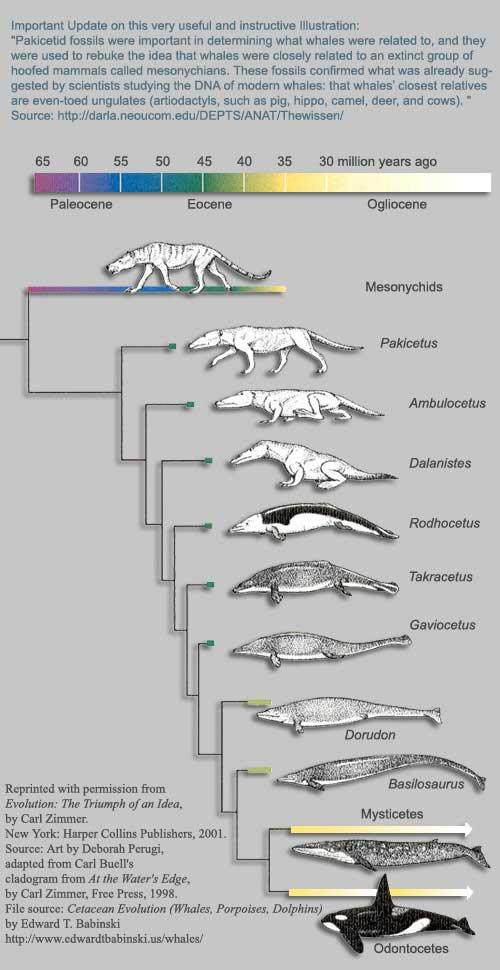 Important Update on this very useful and instructive Illustration:
"Pakicetid fossils were important in determining what whales were related to, and they
were used to rebuke the idea that whales were closely related to an extinct group of
hoofed mammals called mesonychians. These fossils confirmed what was already sug-
gested by scientists studying the DNA of modern whales: that whales' closest relatives
are even-toed ungulates (artiodactyls, such as pig, hippo, camel, deer, and cows). "
Source: http://darla.neoucom.edu/DEPTS/ANAT/Thewissen/
65 60 55 50 45 40 35 30 million years ago
Paleocene Eocene Ogliocene
Mesonychids
Pakicetus
Ambulocetus
Dalanistes
Rodhocetus
Takracetus
Gaviocetus
Dorudon
Basilosaurus
Mysticetes
Odontocetes
Reprinted with permission from
Evolution: The Triumph of an Idea,
by Carl Zimmer.
New York: Harper Collins Publishers, 2001.
Source: Art by Deborah Perugi,
adapted from Carl Buell's
cladogram from At the Water's Edge,
by Carl Zimmer, Free Press, 1998.
File source: Cetacean Evolution (Whales, Porpoises, Dolphins)
by Edward T. Babinski
http://www.edwardtbabinski.us/whales/